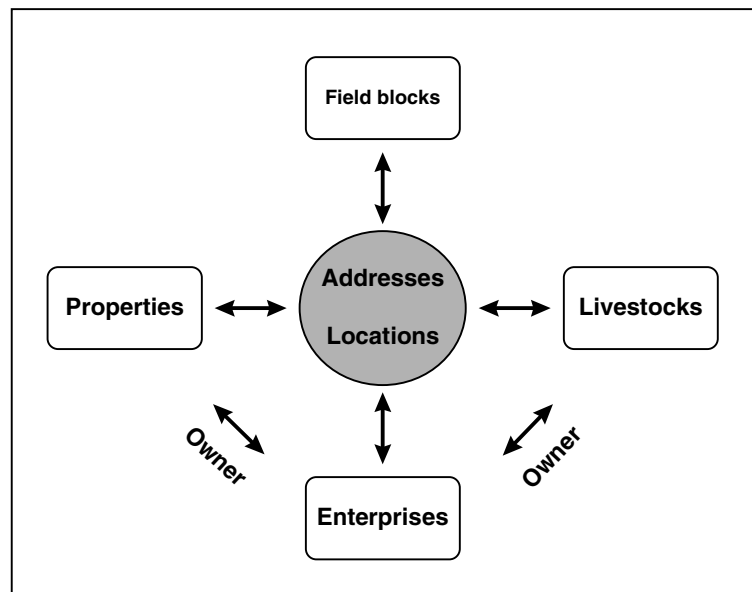 Field blocks
Addresses
Locations
Properties
Livestocks
Owner
Owner
Enterprises